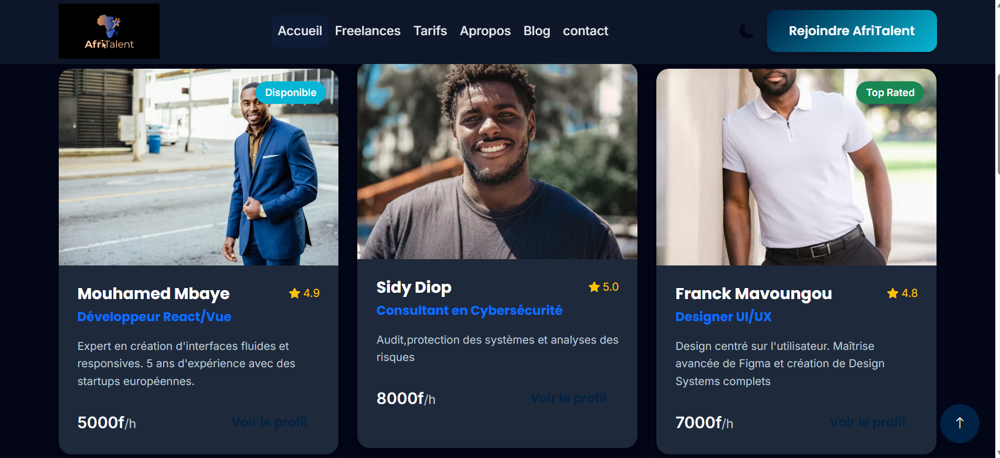 AfriTalent
Accueil
Freelances
Tarifs
Apropos
Blog
contact
Rejoindre AfriTalent
Disponible
Mouhamed Mbaye
4.9
Développeur React/Vue
Expert en création d'interfaces fluides et
responsives. 5 ans d'expérience avec des
startups européennes.
5000f/h
Voir le profil
Sidy Diop
5.0
Consultant en Cybersécurité
Audit,protection des systèmes et analyses des
risques
8000f/h
Voir le profil
Top Rated
Franck Mavoungou
4.8
Designer UI/UX
Design centré sur l'utilisateur. Maîtrise
avancée de Figma et création de Design
Systems complets
7000f/h
Voir le profil